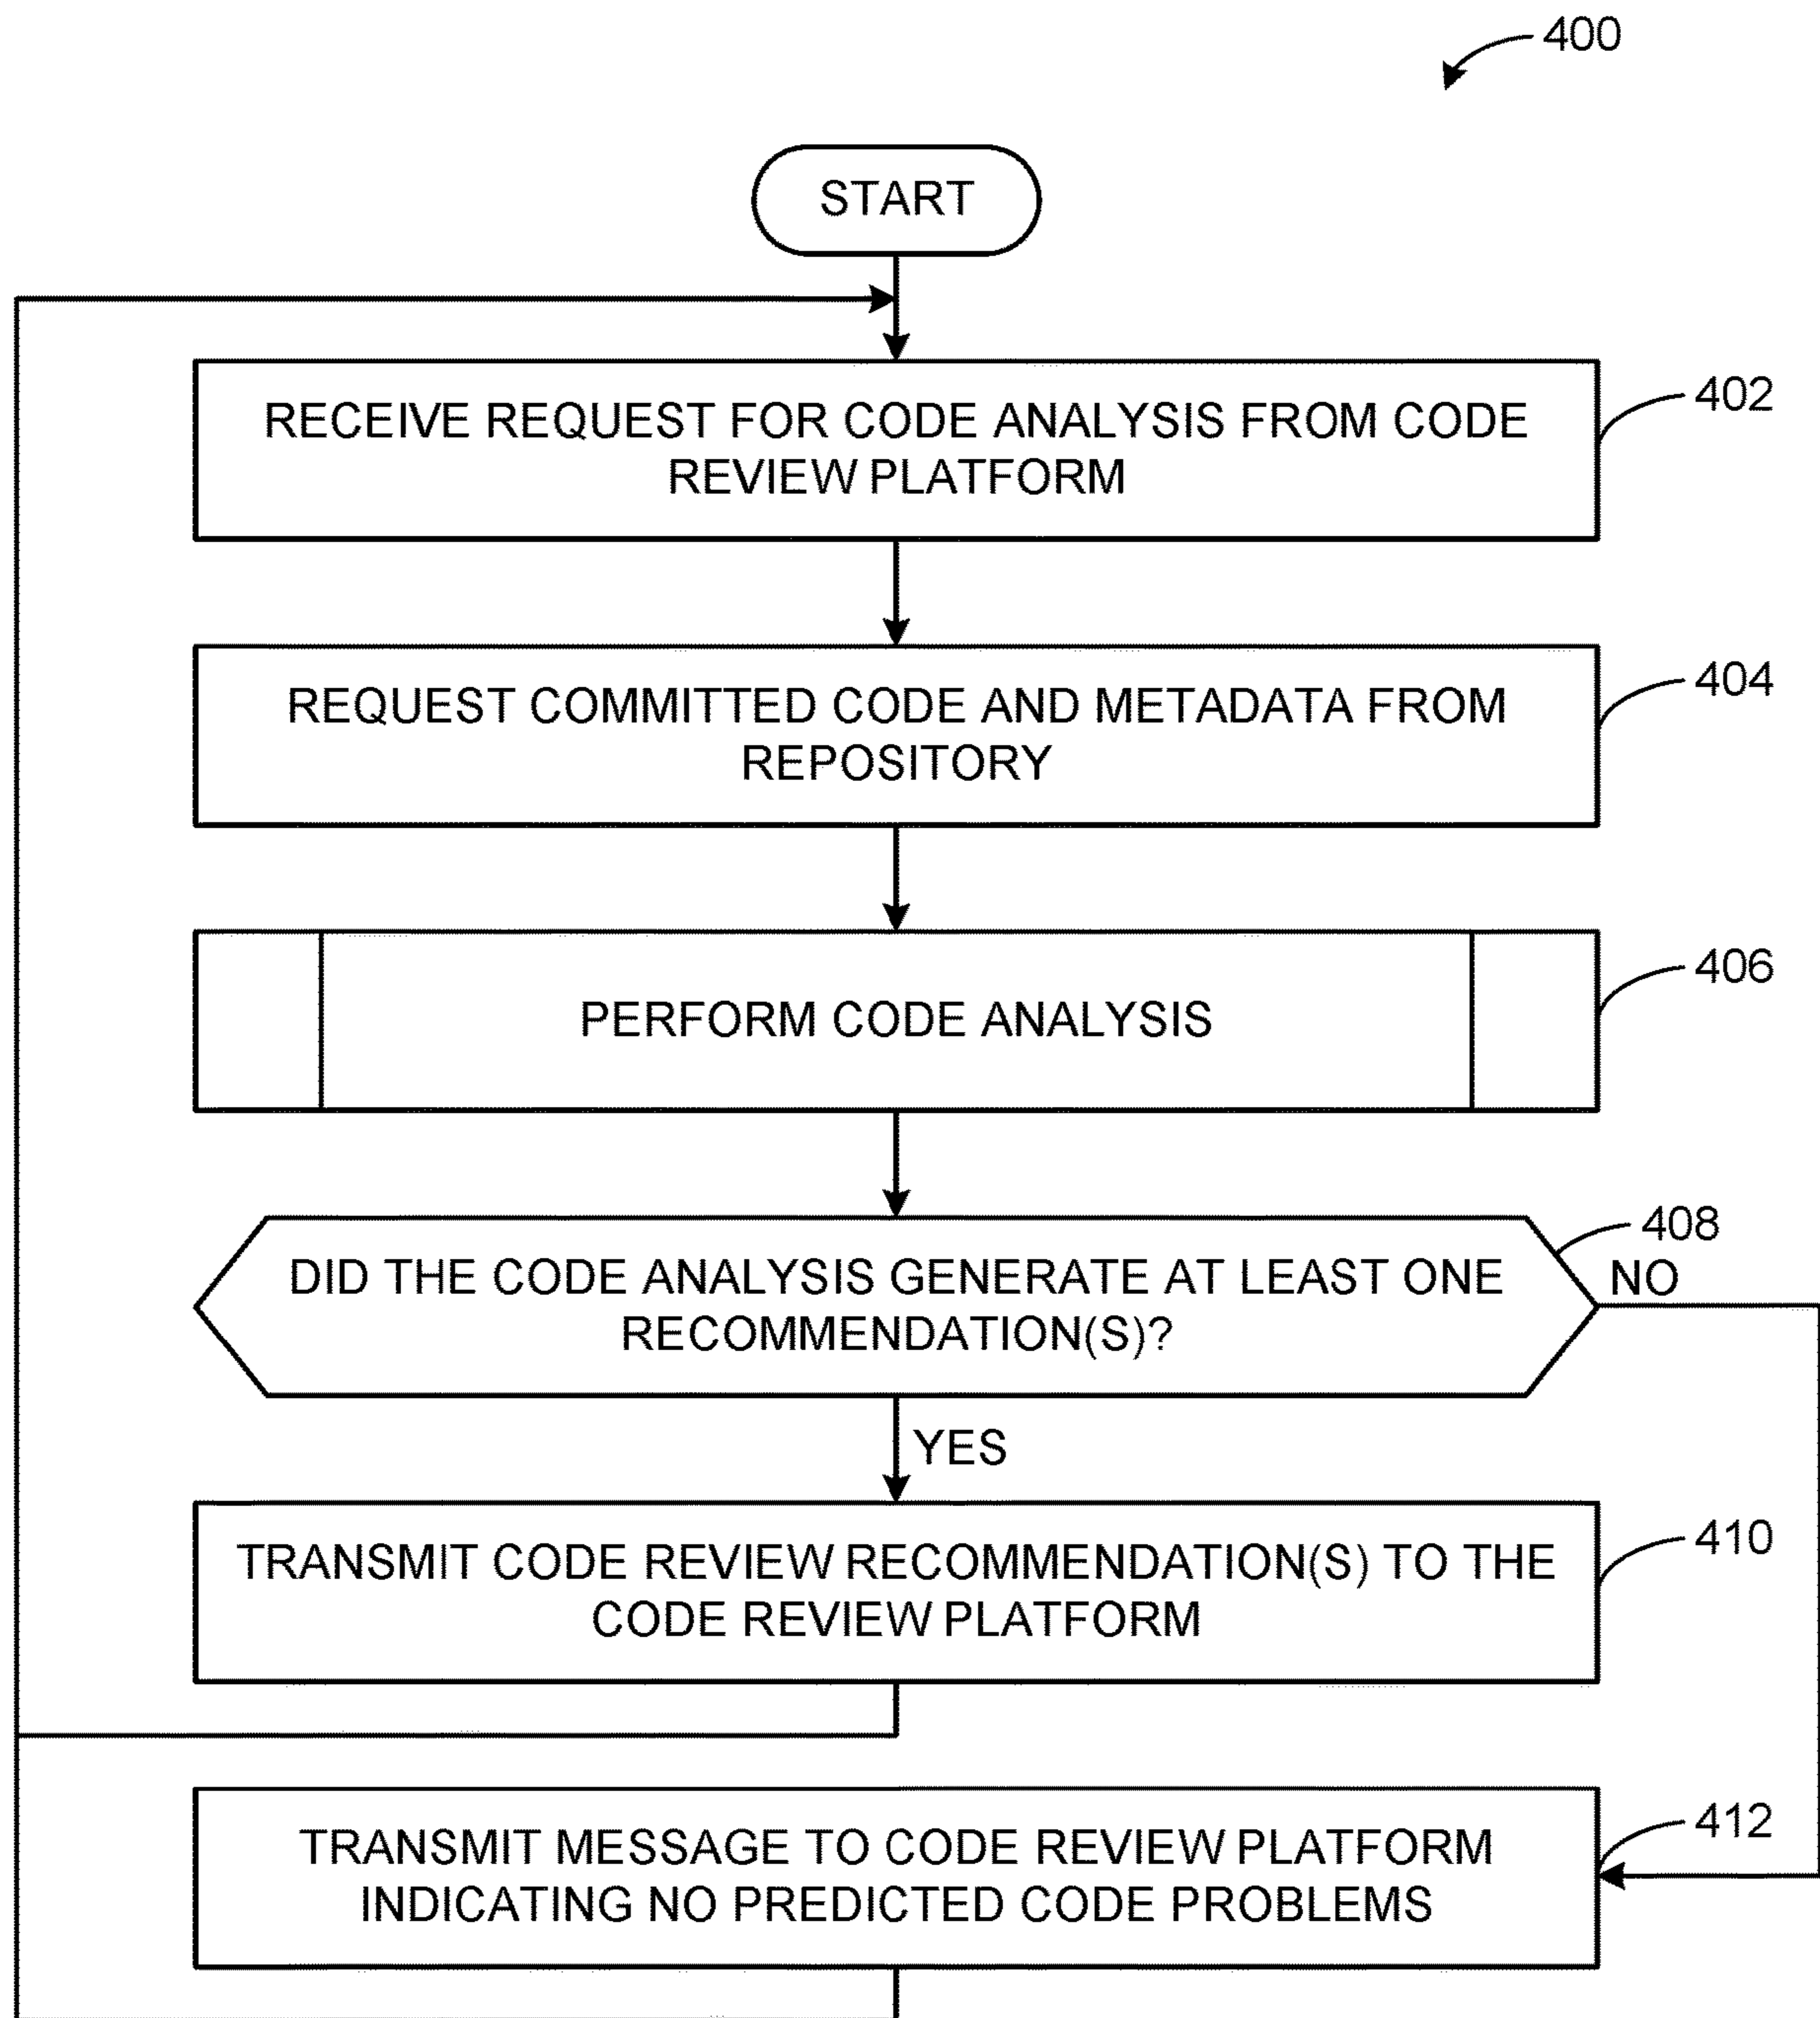 400
START
RECEIVE REQUEST FOR CODE ANALYSIS FROM CODE
REVIEW PLATFORM
402
REQUEST COMMITTED CODE AND METADATA FROM
REPOSITORY
404
PERFORM CODE ANALYSIS
406
DID THE CODE ANALYSIS GENERATE AT LEAST ONE
RECOMMENDATION(S)?
408
NO
YES
TRANSMIT CODE REVIEW RECOMMENDATION(S) TO THE
CODE REVIEW PLATFORM
410
TRANSMIT MESSAGE TO CODE REVIEW PLATFORM
INDICATING NO PREDICTED CODE PROBLEMS
412